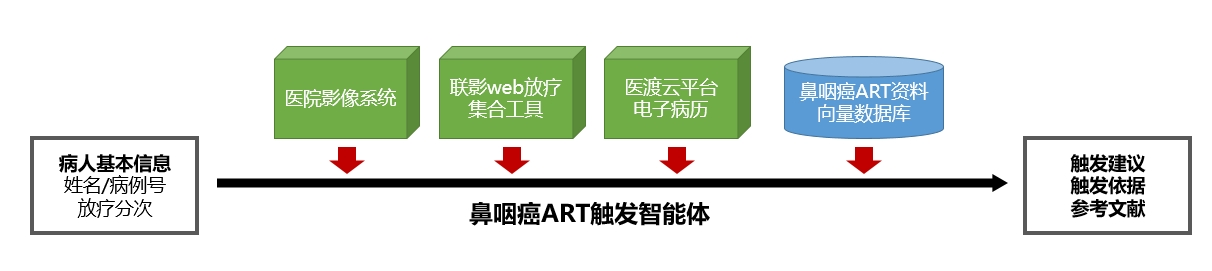 医院影像系统
联影web放疗
集合工具
医渡云平台
电子病历
鼻咽癌ART资料
向量数据库
病人基本信息
姓名/病例号
放疗分次
鼻咽癌ART触发智能体
触发建议
触发依据
参考文献